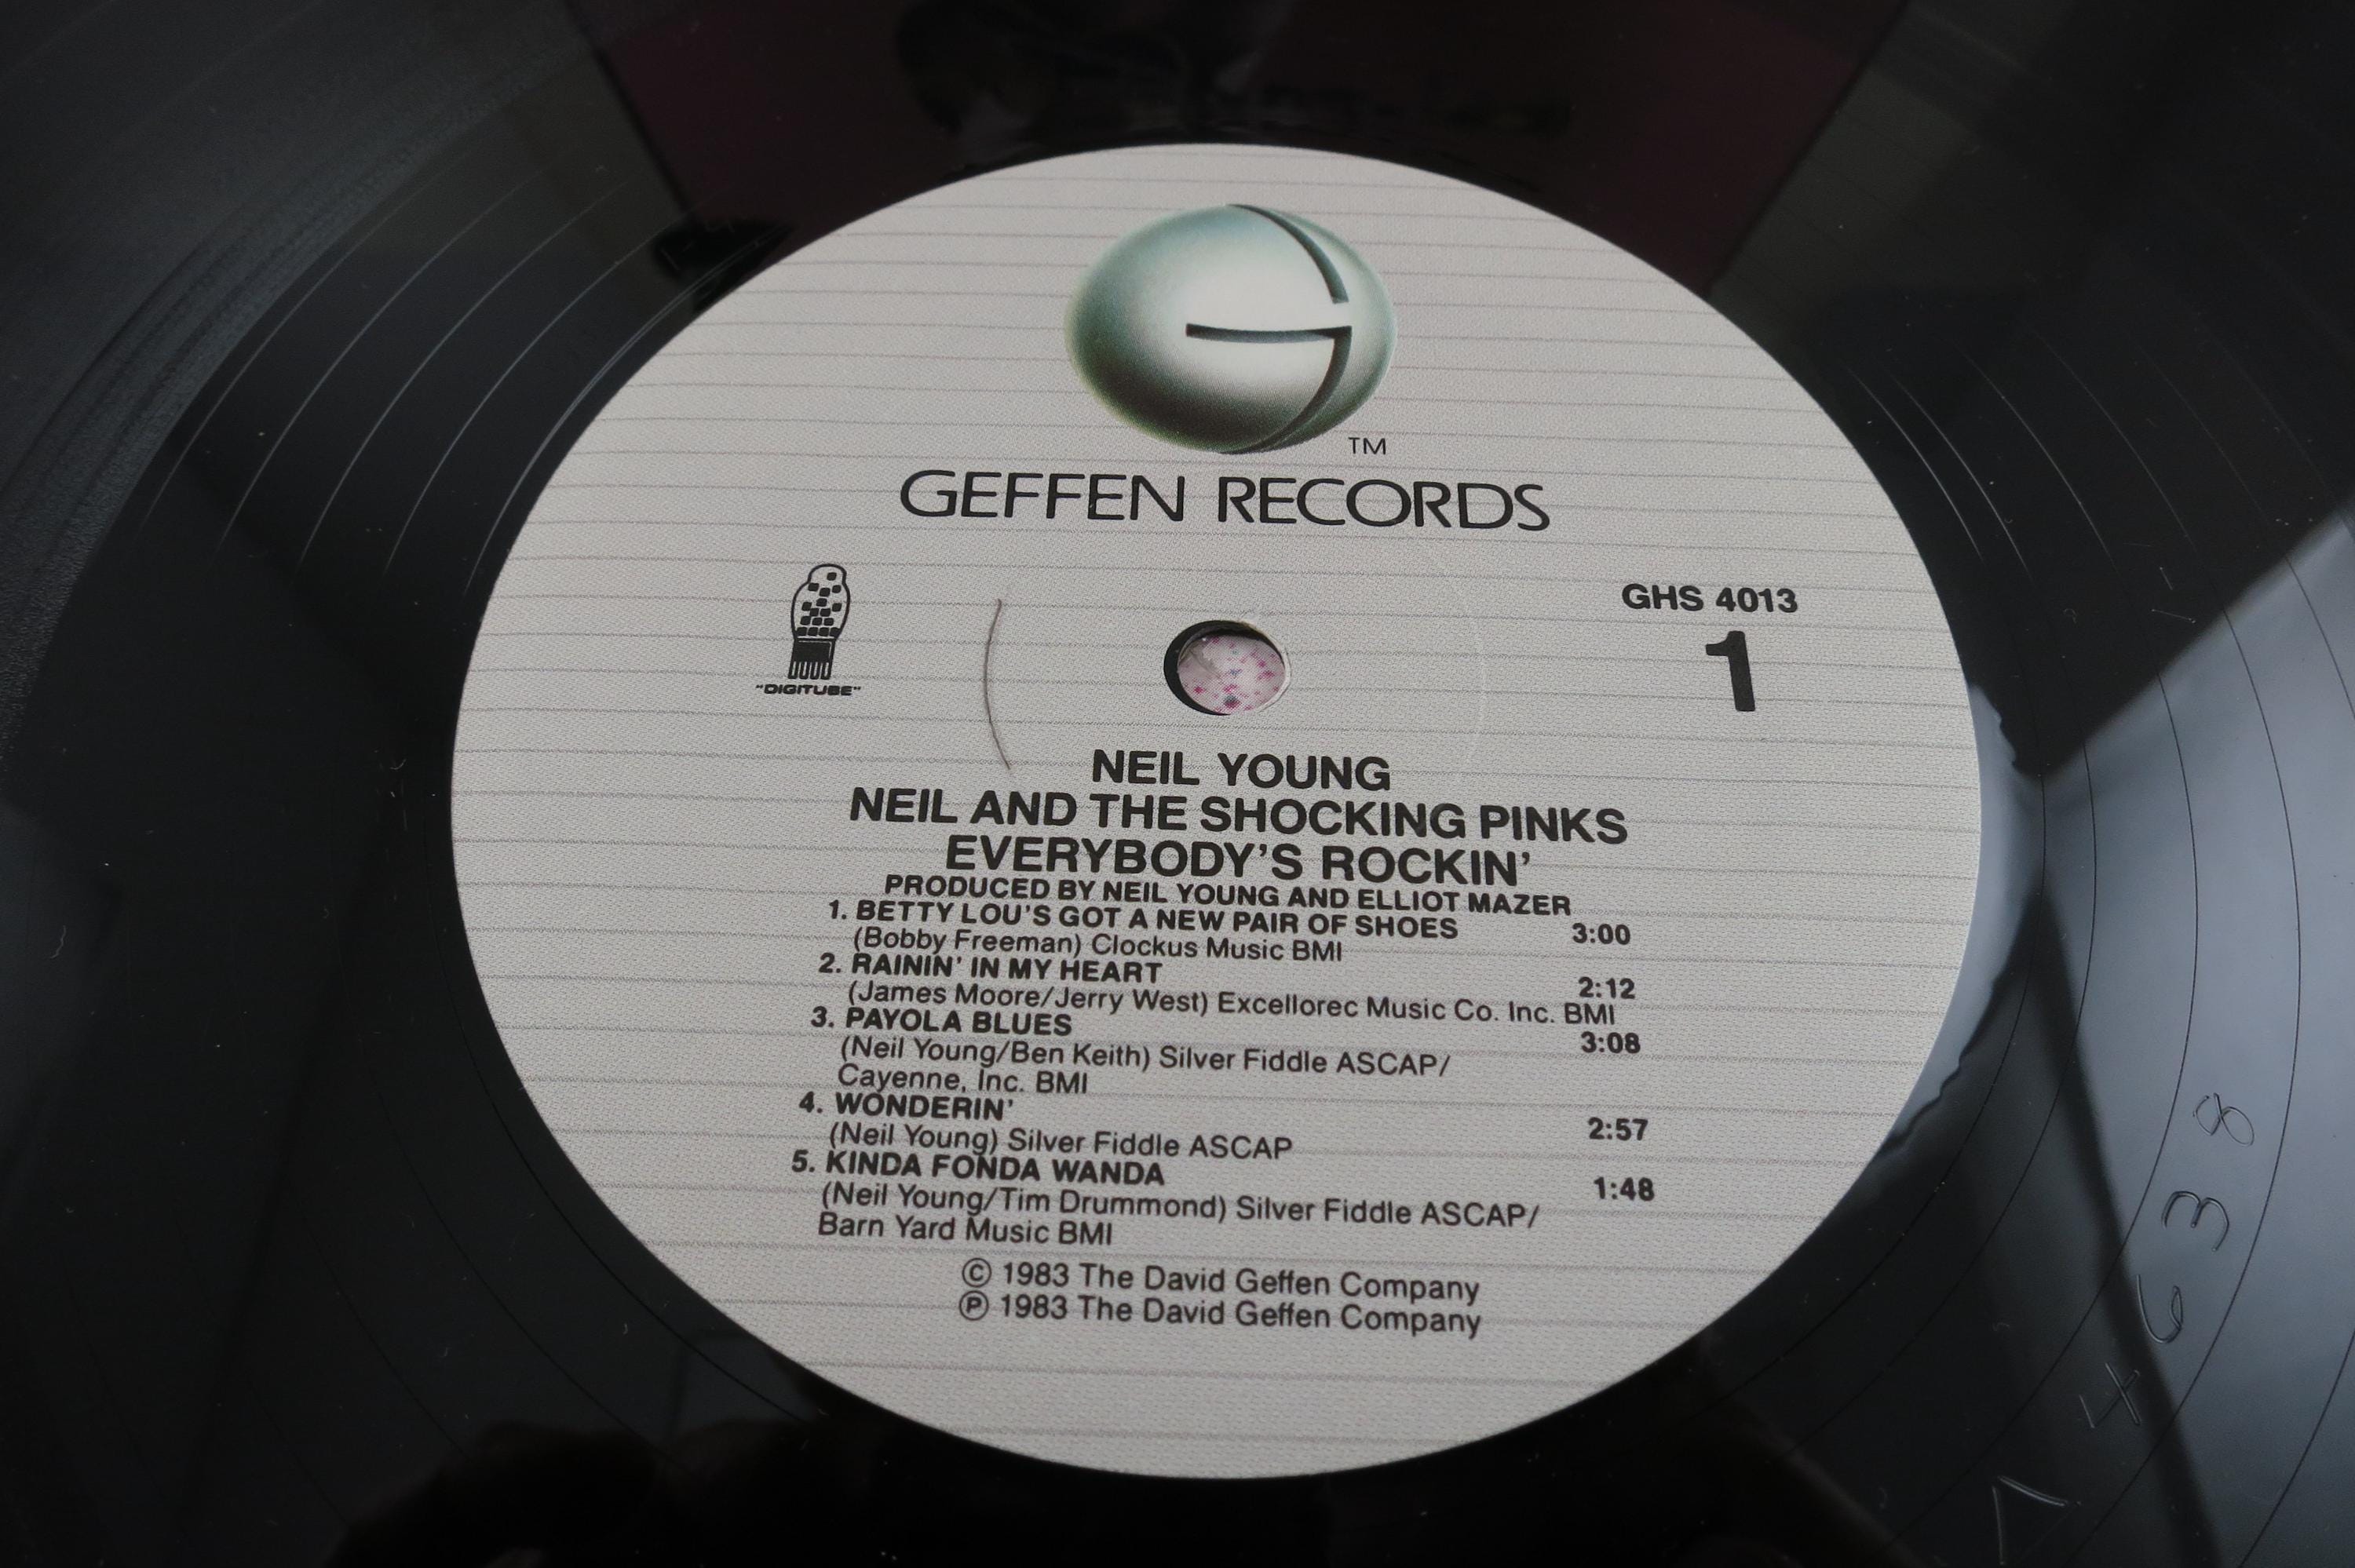 TM
GEFFEN RECORDS
"DIGITUBE"
GHS 4013
1
NEIL YOUNG
NEIL AND THE SHOCKING PINKS
EVERYBODY'S ROCKIN'
PRODUCED BY NEIL YOUNG AND ELLIOT MAZER
1. BETTY LOU'S GOT A NEW PAIR OF SHOES 3:00
(Bobby Freeman) Clockus Music BMI
2. RAININ' IN MY HEART 2:12
(James Moore/Jerry West) Excellorec Music Co. Inc. BMI
3. PAYOLA BLUES 3:08
(Neil Young/Ben Keith) Silver Fiddle ASCAP/
Cayenne, Inc. BMI
4. WONDERIN' 2:57
(Neil Young) Silver Fiddle ASCAP
5. KINDA FONDA WANDA 1:48
(Neil Young/Tim Drummond) Silver Fiddle ASCAP/
Barn Yard Music BMI
© 1983 The David Geffen Company
℗ 1983 The David Geffen Company